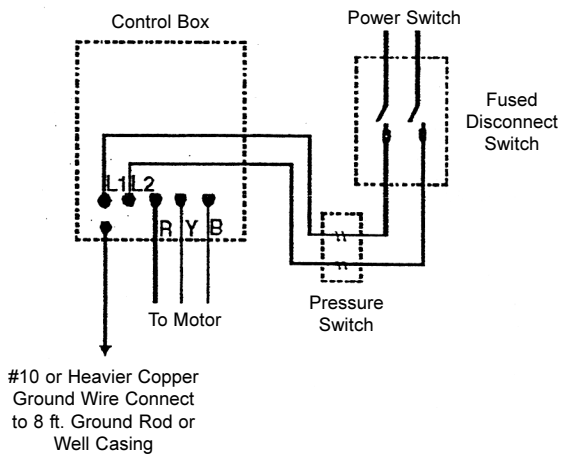 Control Box
Power Switch
Fused
Disconnect
Switch
L1 L2
R Y B
To Motor
Pressure
Switch
#10 or Heavier Copper
Ground Wire Connect
to 8 ft. Ground Rod or
Well Casing